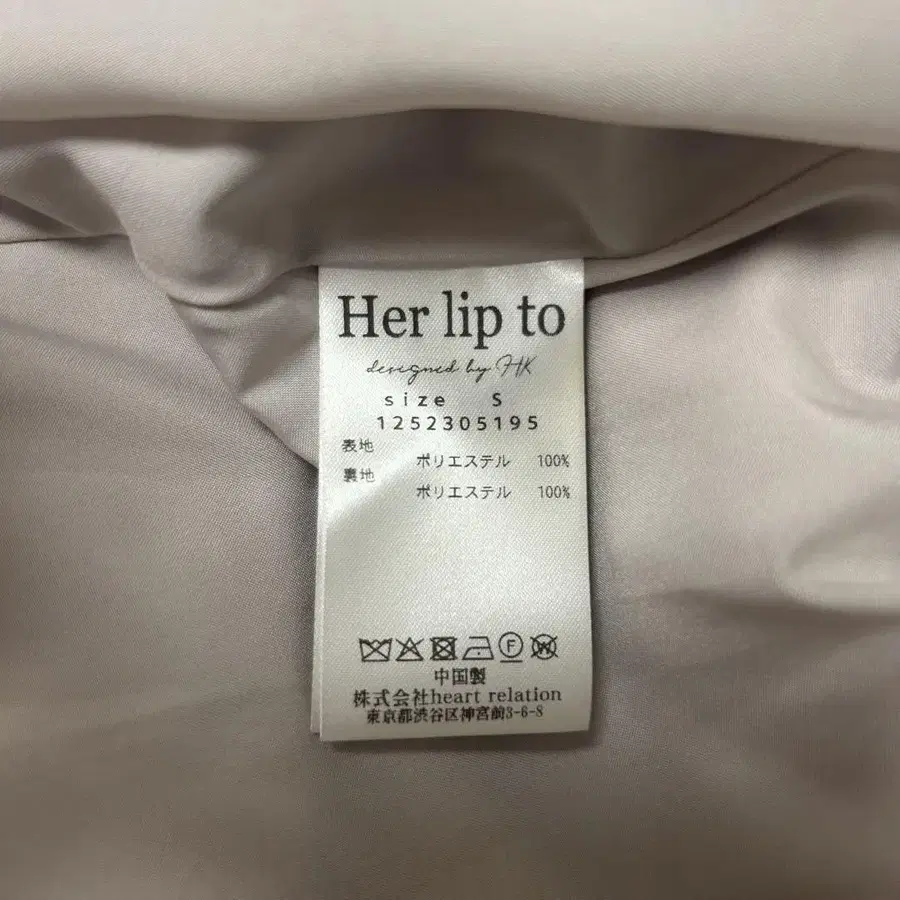 Her lip to
designed by HK
size S
1252305195
表地 ポリエステル 100%
裏地 ポリエステル 100%
F W
中国製
株式会社heart relation
東京都渋谷区神宮前3-6-8